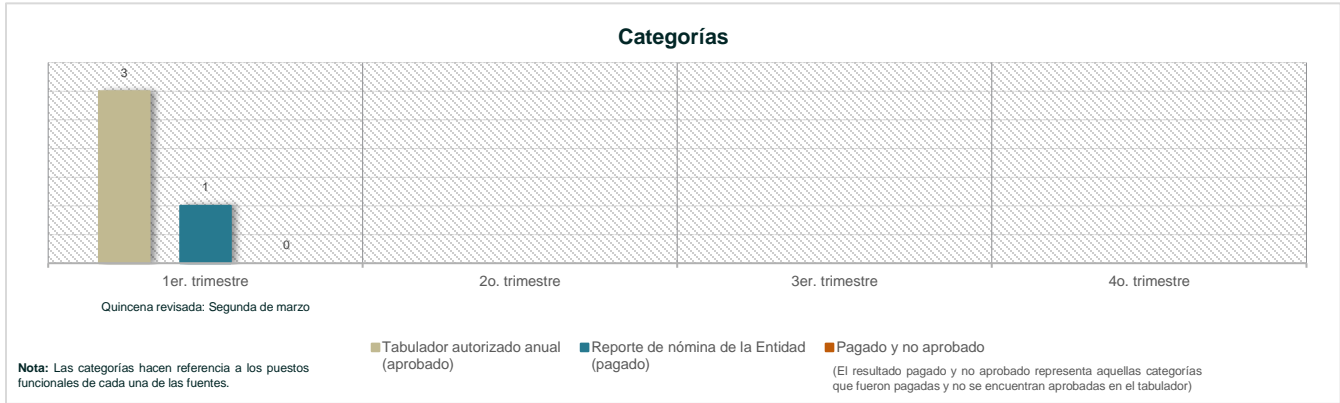 Categorías
3
1
0
1er. trimestre
2o. trimestre
3er. trimestre
4o. trimestre
Quincena revisada: Segunda de marzo
Tabulador autorizado anual
(aprobado)
Reporte de nómina de la Entidad
(pagado)
Pagado y no aprobado
(El resultado pagado y no aprobado representa aquellas categorías
que fueron pagadas y no se encuentran aprobadas en el tabulador)
Nota: Las categorías hacen referencia a los puestos
funcionales de cada una de las fuentes.